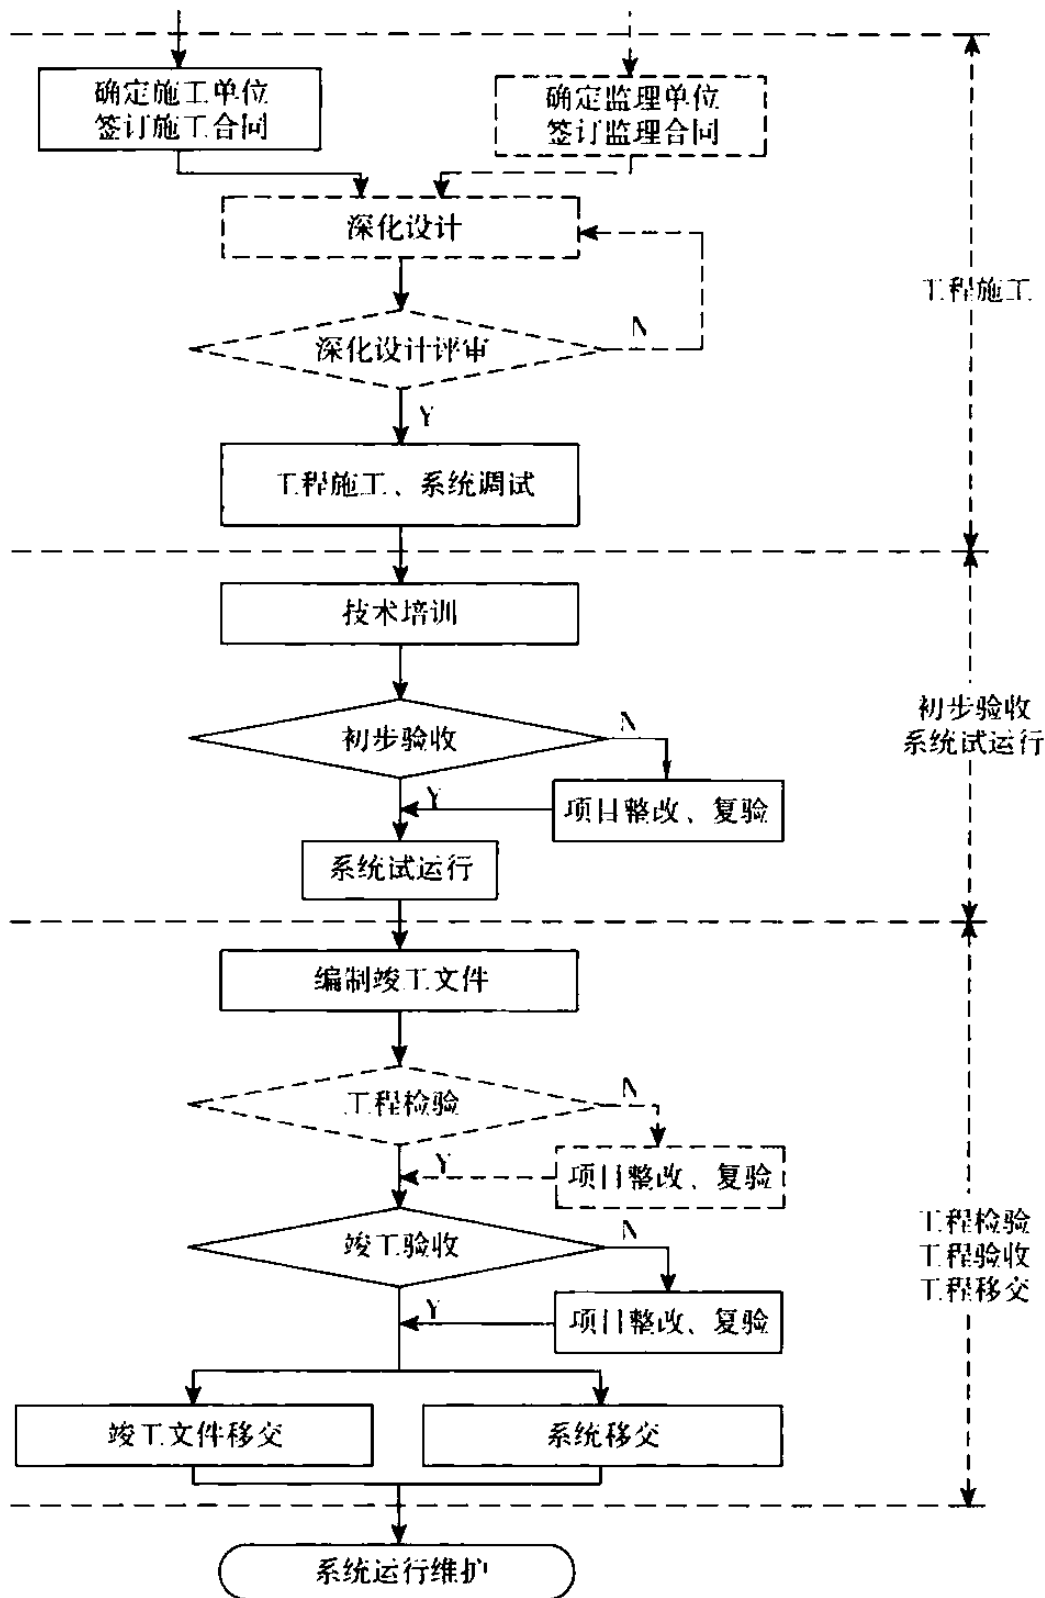 确定施工单位
签订施工合同
确定监理单位
签订监理合同
深化设计
深化设计评审
N
Y
工程施工、系统调试
工程施工
技术培训
初步验收
N
Y
项目整改、复验
系统试运行
初步验收
系统试运行
编制竣工文件
工程检验
N
Y
项目整改、复验
竣工验收
N
Y
项目整改、复验
工程检验
工程验收
工程移交
竣工文件移交
系统移交
系统运行维护